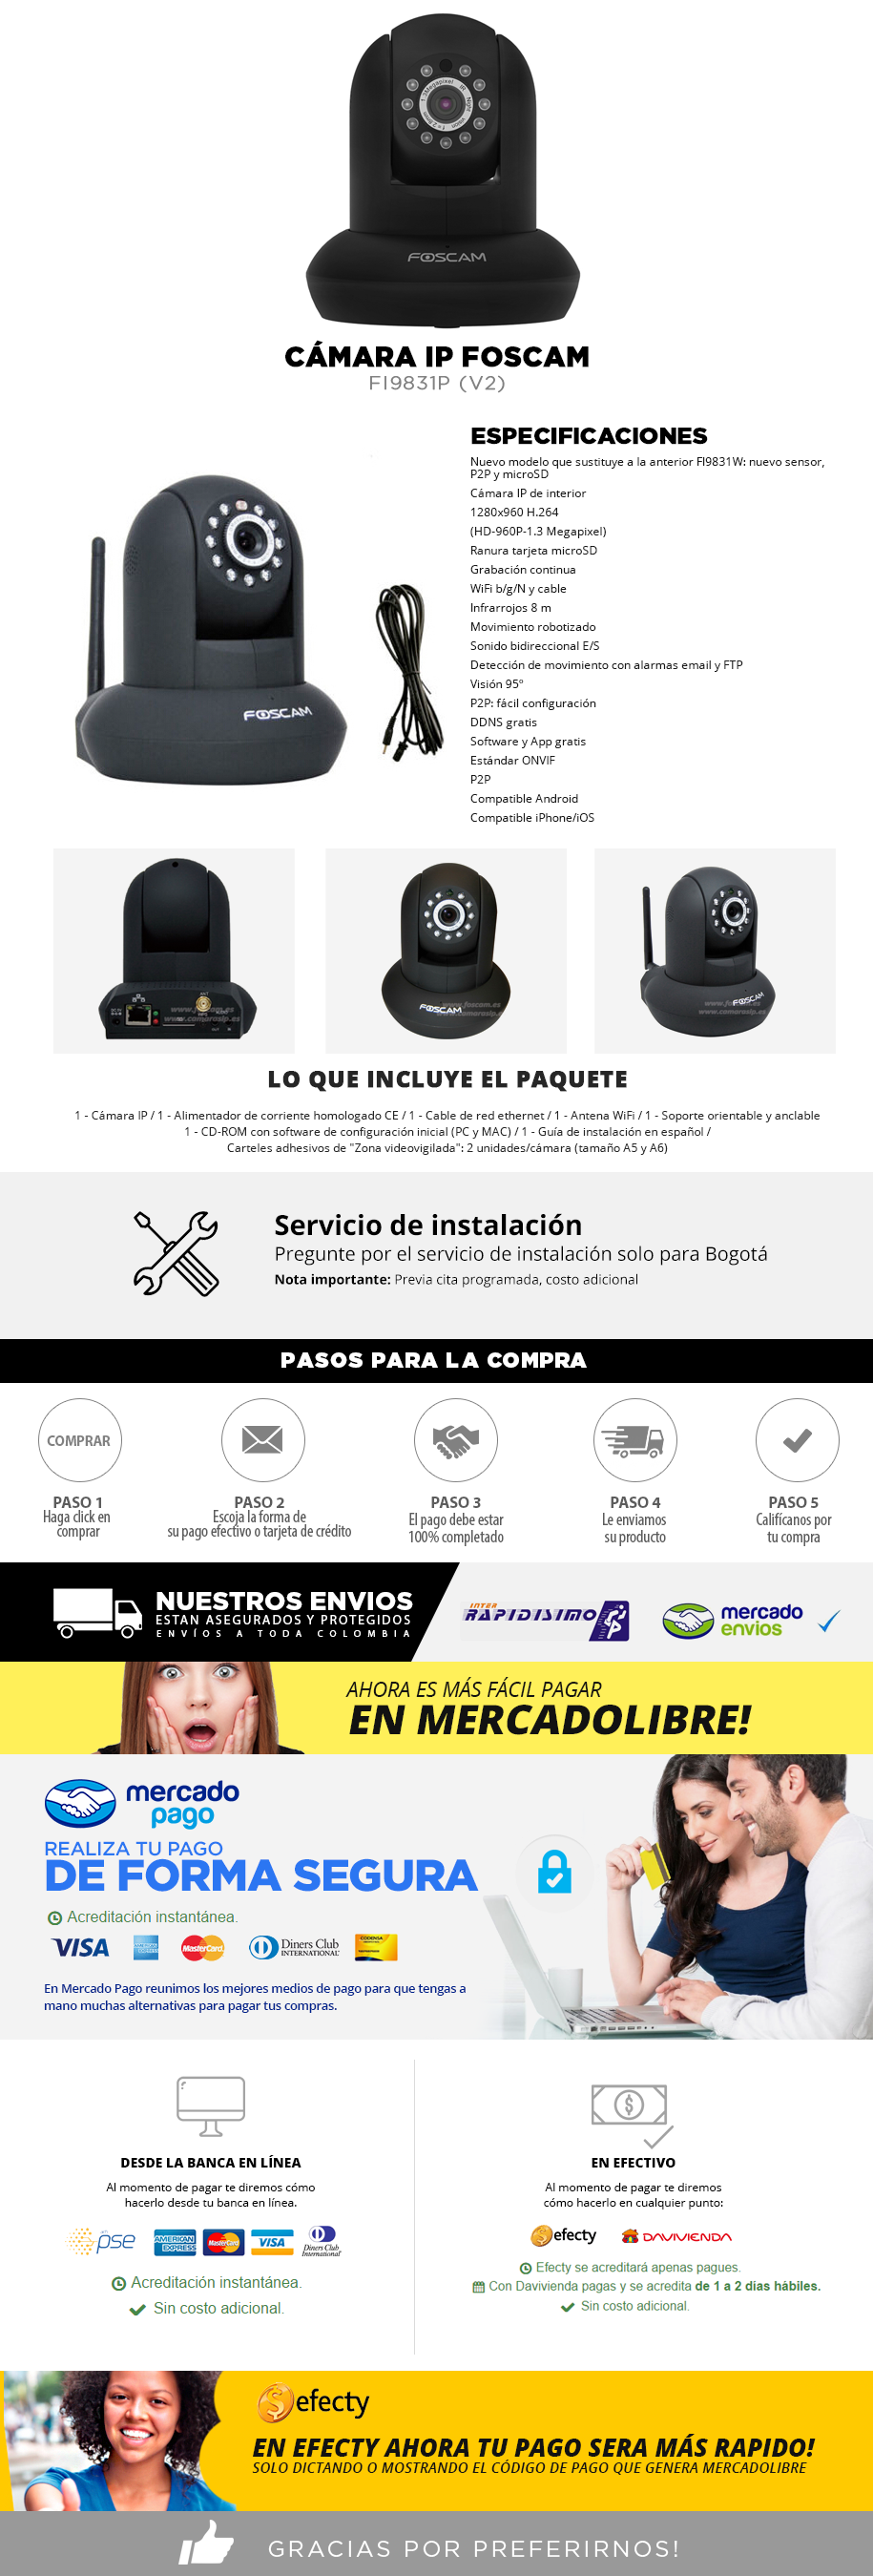 FOSCAM
CÁMARA IP FOSCAM
FI9831P (V2)
ESPECIFICACIONES
Nuevo modelo que sustituye a la anterior FI9831W: nuevo sensor,
P2P y microSD
Cámara IP de interior
1280x960 H.264
(HD-960P-1.3 Megapixel)
Ranura tarjeta microSD
Grabación continua
WiFi b/g/N y cable
Infrarrojos 8 m
Movimiento robotizado
Sonido bidireccional E/S
Detección de movimiento con alarmas email y FTP
Visión 95º
P2P: fácil configuración
DDNS gratis
Software y App gratis
Estándar ONVIF
P2P
Compatible Android
Compatible iPhone/iOS
FOSCAM
FOSCAM
FOSCAM
LO QUE INCLUYE EL PAQUETE
1 - Cámara IP / 1 - Alimentador de corriente homologado CE / 1 - Cable de red ethernet / 1 - Antena WiFi / 1 - Soporte orientable y anclable
1 - CD-ROM con software de configuración inicial (PC y MAC) / 1 - Guía de instalación en español /
Carteles adhesivos de "Zona videovigilada": 2 unidades/cámara (tamaño A5 y A6)
Servicio de instalación
Pregunte por el servicio de instalación solo para Bogotá
Nota importante: Previa cita programada, costo adicional
PASOS PARA LA COMPRA
COMPRAR
PASO 1
Haga click en
comprar
PASO 2
Escoja la forma de
su pago efectivo o tarjeta de crédito
PASO 3
El pago debe estar
100% completado
PASO 4
Le enviamos
su producto
PASO 5
Califícanos por
tu compra
NUESTROS ENVIOS
ESTAN ASEGURADOS Y PROTEGIDOS
ENVÍOS A TODA COLOMBIA
INTER
RAPIDISIMO
mercado
envios
AHORA ES MÁS FÁCIL PAGAR
EN MERCADOLIBRE!
mercado
pago
REALIZA TU PAGO
DE FORMA SEGURA
Acreditación instantánea.
VISA
AMERICAN EXPRESS
MasterCard
Diners Club
INTERNATIONAL
CODENSA
En Mercado Pago reunimos los mejores medios de pago para que tengas a
mano muchas alternativas para pagar tus compras.
DESDE LA BANCA EN LÍNEA
Al momento de pagar te diremos cómo
hacerlo desde tu banca en línea.
pse
AMERICAN EXPRESS
MasterCard
VISA
Diners Club
International
Acreditación instantánea.
Sin costo adicional.
EN EFECTIVO
Al momento de pagar te diremos
cómo hacerlo en cualquier punto:
efecty
DAVIVIENDA
Efecty se acreditará apenas pagues.
Con Davivienda pagas y se acredita de 1 a 2 días hábiles.
Sin costo adicional.
efecty
EN EFECTY AHORA TU PAGO SERA MÁS RAPIDO!
SOLO DICTANDO O MOSTRANDO EL CÓDIGO DE PAGO QUE GENERA MERCADOLIBRE
GRACIAS POR PREFERIRNOS!